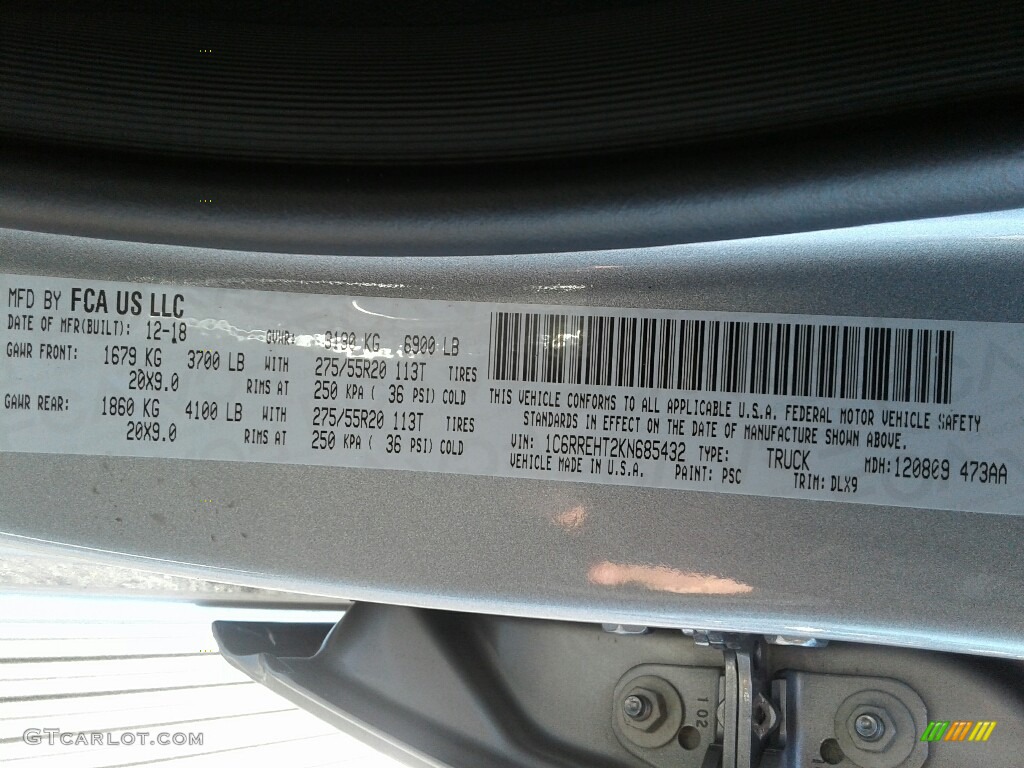 MFD BY FCA US LLC
DATE OF MFR(BUILT): 12-18 GVWR: KG 6900 LB
GAWR FRONT: 1679 KG 3700 LB WITH 275/55R20 113T TIRES
20X9.0 RIMS AT 250 KPA ( 36 PSI) COLD
GAWR REAR: 1860 KG 4100 LB WITH 275/55R20 113T TIRES
20X9.0 RIMS AT 250 KPA ( 36 PSI) COLD
THIS VEHICLE CONFORMS TO ALL APPLICABLE U.S.A. FEDERAL MOTOR VEHICLE SAFETY
STANDARDS IN EFFECT ON THE DATE OF MANUFACTURE SHOWN ABOVE.
VIN: 1C6RREHT2KN685432 TYPE: TRUCK MDH: 120809 473AA
VEHICLE MADE IN U.S.A. PAINT: PSC TRIM: DLX9
102
GTCARLOT.COM